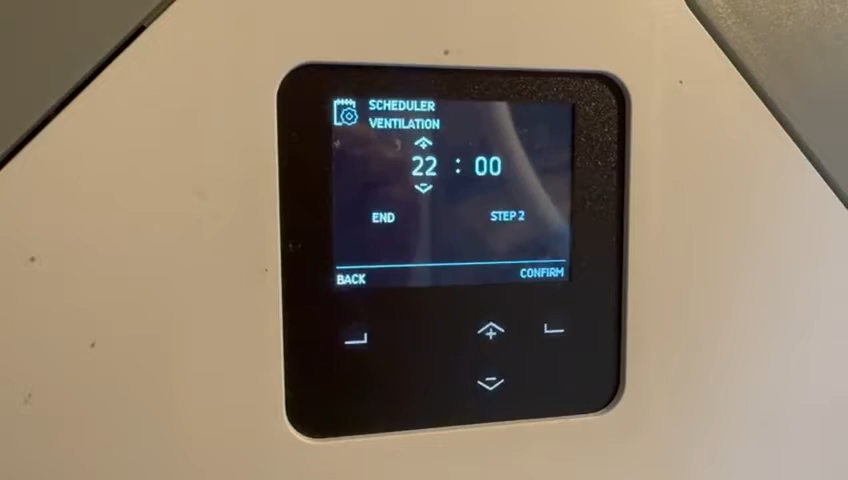 SCHEDULER
VENTILATION
22 : 00
END STEP 2
BACK CONFIRM